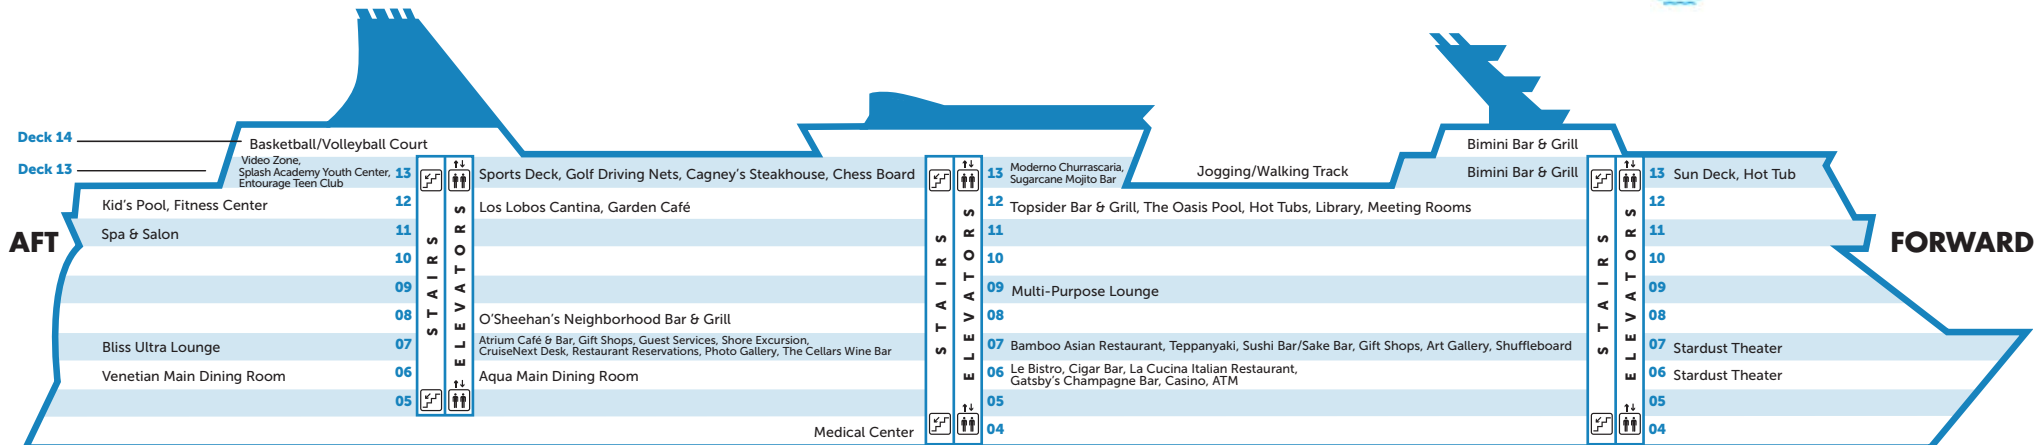 Deck 14
Basketball/Volleyball Court
Bimini Bar & Grill
Deck 13
Video Zone,
Splash Academy Youth Center,
Entourage Teen Club
13
Sports Deck, Golf Driving Nets, Cagney's Steakhouse, Chess Board
13
Moderno Churrascaria,
Sugarcane Mojito Bar
Jogging/Walking Track
Bimini Bar & Grill
13
Sun Deck, Hot Tub
Kid's Pool, Fitness Center
12
Los Lobos Cantina, Garden Café
12
Topsider Bar & Grill, The Oasis Pool, Hot Tubs, Library, Meeting Rooms
12
AFT
Spa & Salon
11
11
11
FORWARD
10
10
10
09
09
Multi-Purpose Lounge
09
08
O'Sheehan's Neighborhood Bar & Grill
08
08
Bliss Ultra Lounge
07
Atrium Café & Bar, Gift Shops, Guest Services, Shore Excursion,
CruiseNext Desk, Restaurant Reservations, Photo Gallery, The Cellars Wine Bar
07
Bamboo Asian Restaurant, Teppanyaki, Sushi Bar/Sake Bar, Gift Shops, Art Gallery, Shuffleboard
07
Stardust Theater
Venetian Main Dining Room
06
Aqua Main Dining Room
06
Le Bistro, Cigar Bar, La Cucina Italian Restaurant,
Gatsby's Champagne Bar, Casino, ATM
06
Stardust Theater
05
05
05
Medical Center
04
04
STAIRS
ELEVATORS
STAIRS
ELEVATORS
STAIRS
ELEVATORS